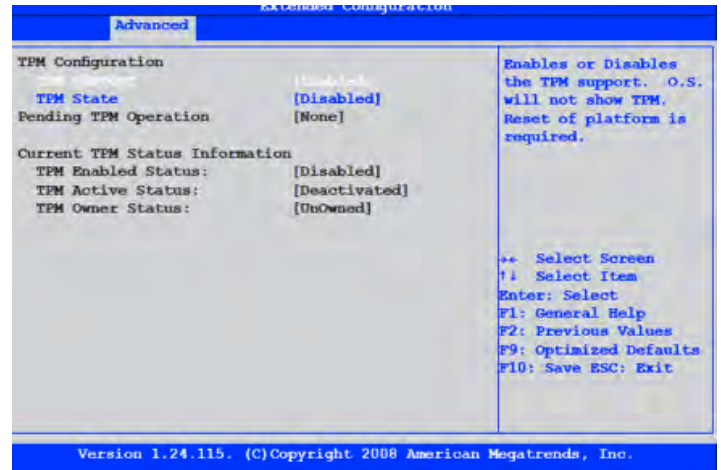 Extended Configuration
Advanced
TPM Configuration
TPM State [Disabled]
Pending TPM Operation [None]
Current TPM Status Information
TPM Enabled Status: [Disabled]
TPM Active Status: [Deactivated]
TPM Owner Status: [UnOwned]
Enables or Disables
the TPM support. O.S.
will not show TPM.
Reset of platform is
required.
→← Select Screen
↑↓ Select Item
Enter: Select
F1: General Help
F2: Previous Values
F9: Optimized Defaults
F10: Save ESC: Exit
Version 1.24.115. (C)Copyright 2008 American Megatrends, Inc.